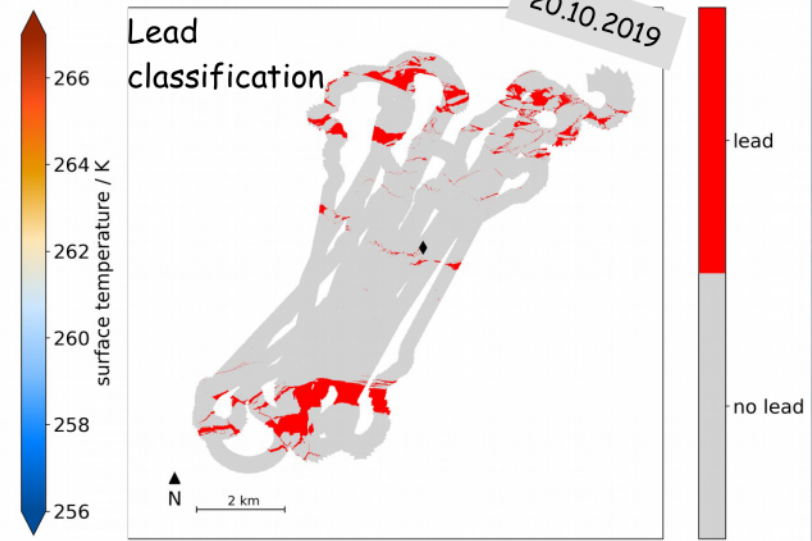 20.10.2019
Lead
classification
266
264
262
260
258
256
surface temperature / K
N
2 km
lead
no lead